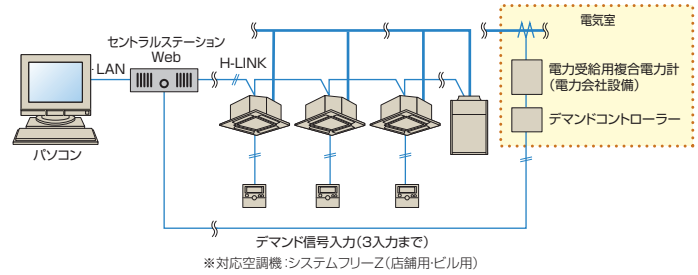 電気室
セントラルステーション
Web
LAN
H-LINK
電力受給用複合電力計
(電力会社設備)
デマンドコントローラー
パソコン
デマンド信号入力(3入力まで)
※対応空調機:システムフリーZ(店舗用・ビル用)